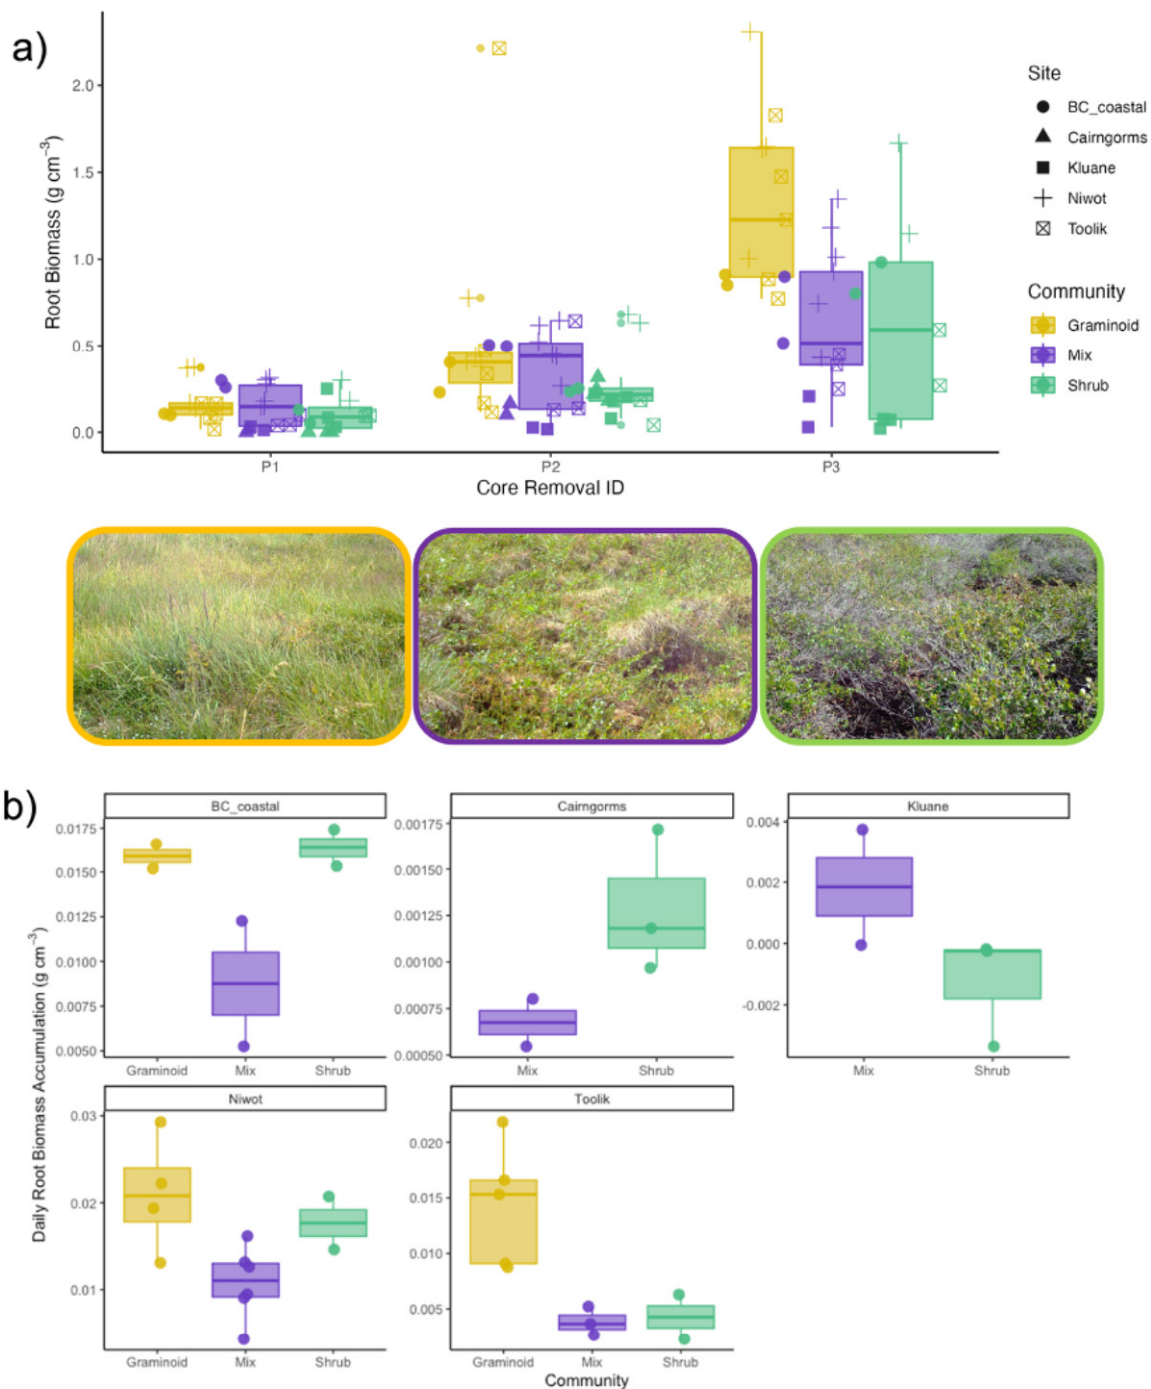 a)
Root Biomass (g cm⁻³)
2.0
1.5
1.0
0.5
0.0
P1
P2
P3
Core Removal ID
Site
BC_coastal
Cairngorms
Kluane
Niwot
Toolik
Community
Graminoid
Mix
Shrub
b)
Daily Root Biomass Accumulation (g cm⁻³)
BC_coastal
0.0175
0.0150
0.0125
0.0100
0.0075
0.0050
Graminoid
Mix
Shrub
Cairngorms
0.00175
0.00150
0.00125
0.00100
0.00075
0.00050
Mix
Shrub
Kluane
0.004
0.002
0.000
-0.002
Mix
Shrub
Niwot
0.03
0.02
0.01
Graminoid
Mix
Shrub
Toolik
0.020
0.015
0.010
0.005
Graminoid
Mix
Shrub
Community